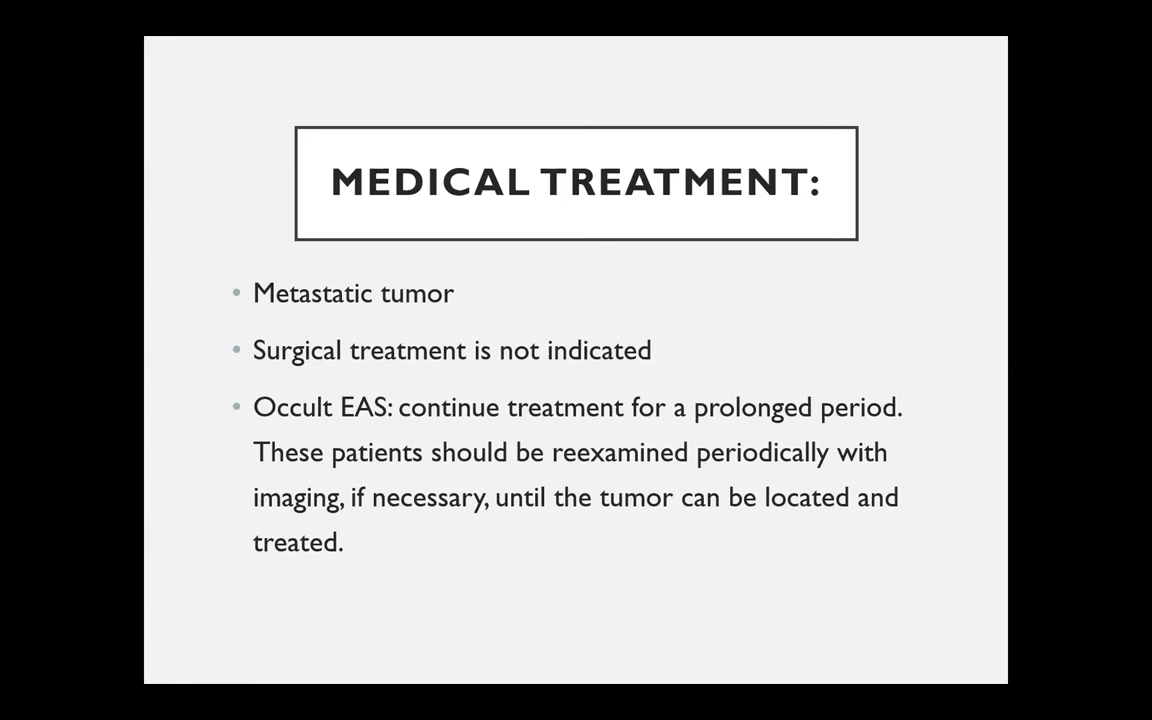 MEDICAL TREATMENT:
• Metastatic tumor
• Surgical treatment is not indicated
• Occult EAS: continue treatment for a prolonged period.
These patients should be reexamined periodically with
imaging, if necessary, until the tumor can be located and
treated.